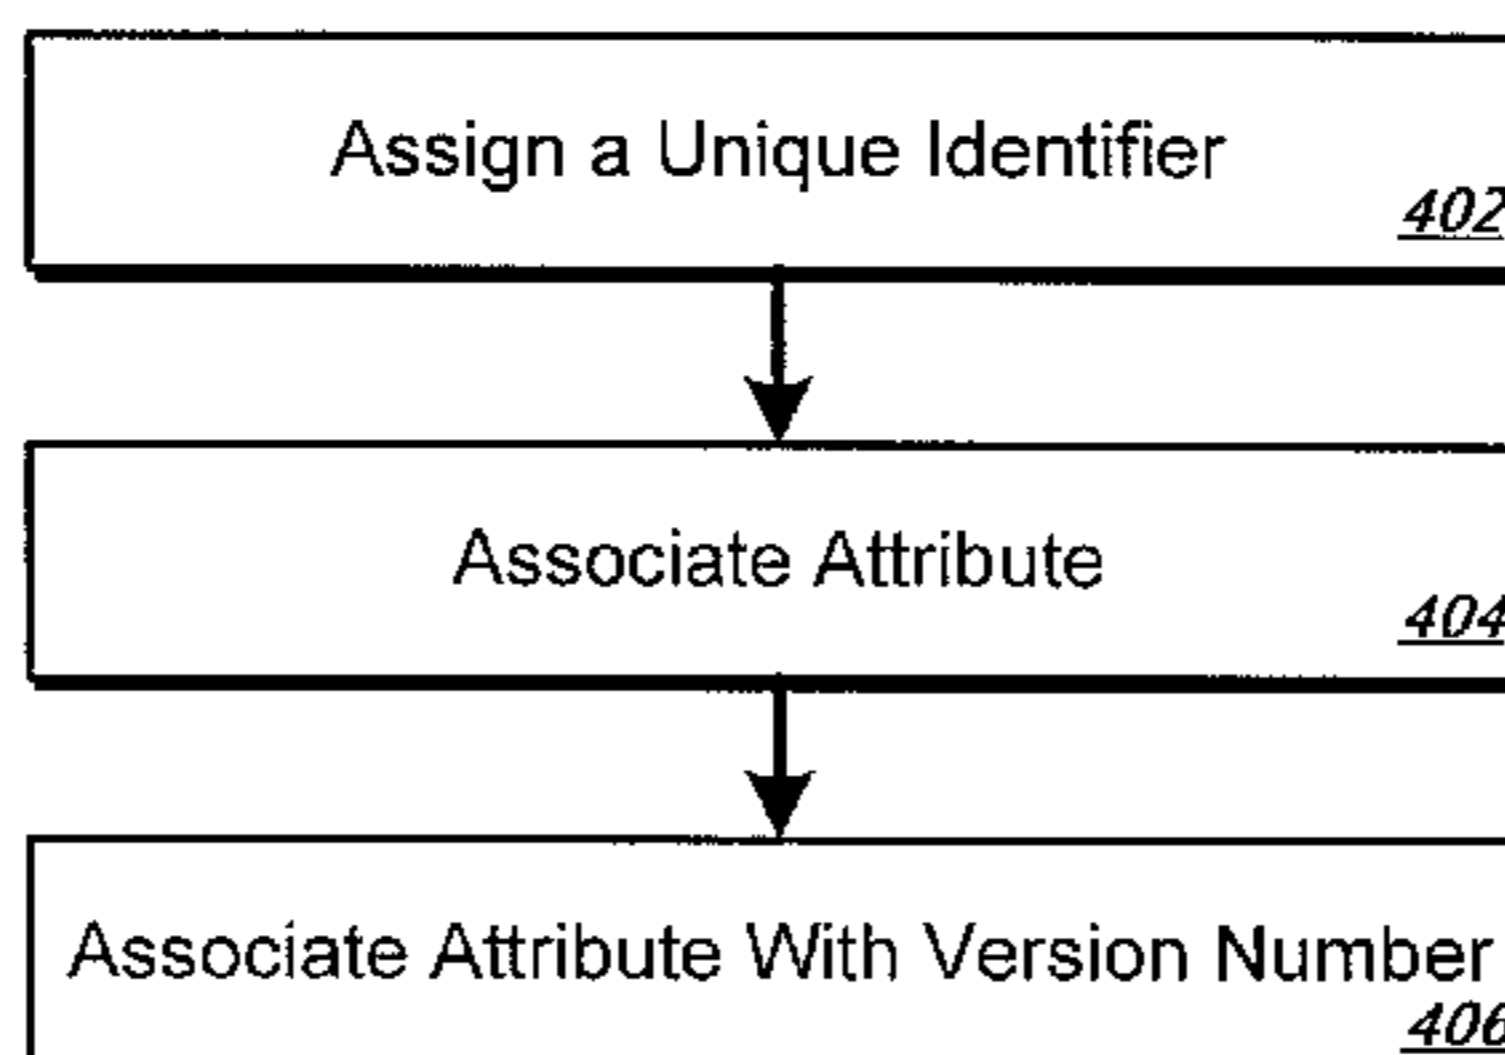 Assign a Unique Identifier
402
Associate Attribute
404
Associate Attribute With Version Number
406